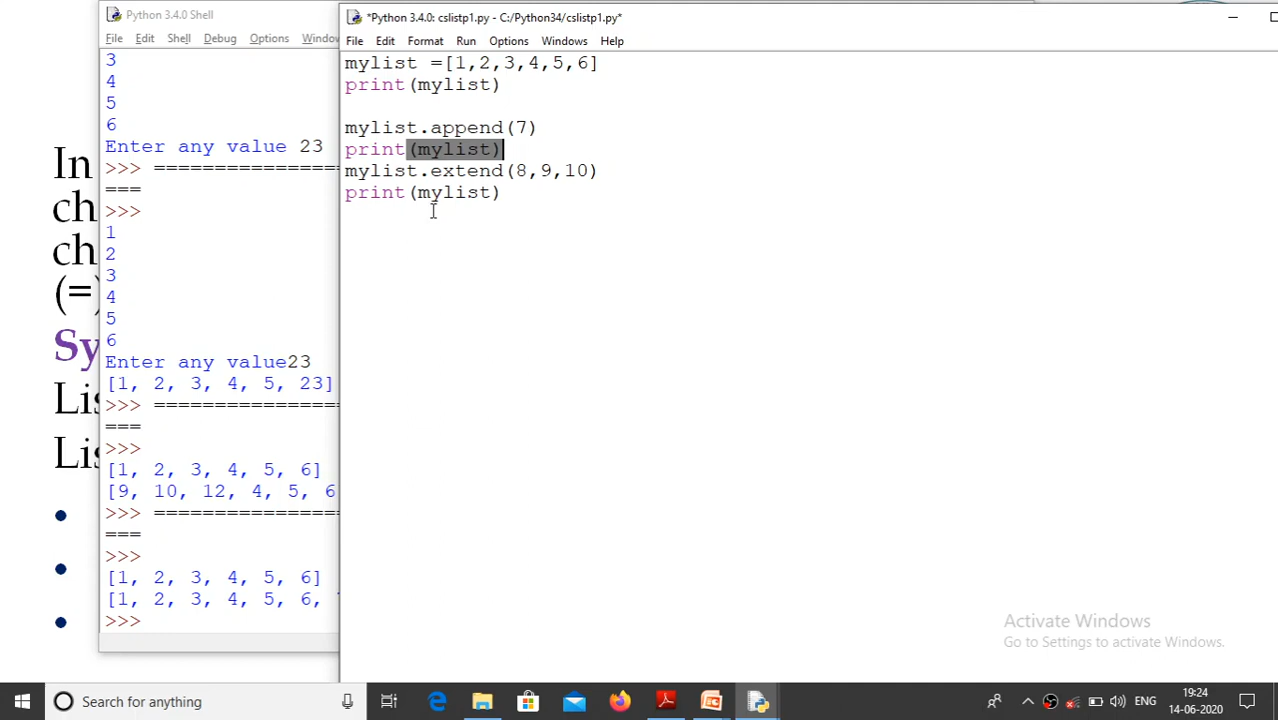 Python 3.4.0 Shell
File Edit Shell Debug Options Window
3
4
5
6
Enter any value 23
>>> ================
===
>>>
1
2
3
4
5
6
Enter any value23
[1, 2, 3, 4, 5, 23]
>>> ================
===
>>>
[1, 2, 3, 4, 5, 6]
[9, 10, 12, 4, 5, 6
>>> ================
===
>>>
[1, 2, 3, 4, 5, 6]
[1, 2, 3, 4, 5, 6,
>>>
*Python 3.4.0: cslistp1.py - C:/Python34/cslistp1.py*
File Edit Format Run Options Windows Help
mylist =[1,2,3,4,5,6]
print(mylist)
mylist.append(7)
print(mylist)
mylist.extend(8,9,10)
print(mylist)
In
ch
ch
(=)
Sy
Lis
Lis
Activate Windows
Go to Settings to activate Windows.
Search for anything
ENG
19:24
14-06-2020